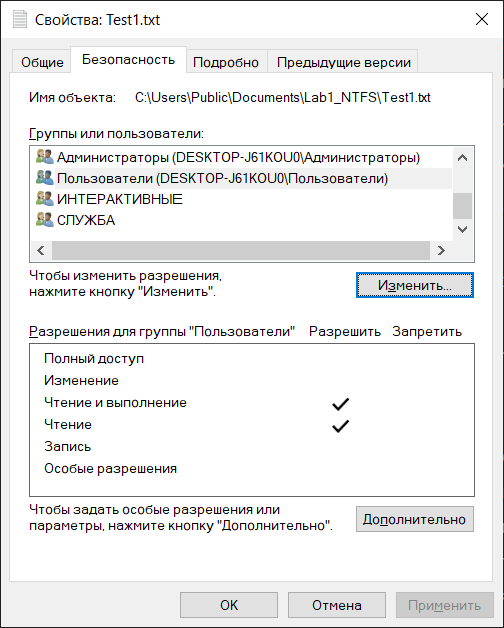 Свойства: Test1.txt
Общие Безопасность Подробно Предыдущие версии
Имя объекта: C:\Users\Public\Documents\Lab1_NTFS\Test1.txt
Группы или пользователи:
Администраторы (DESKTOP-J61KOU0\Администраторы)
Пользователи (DESKTOP-J61KOU0\Пользователи)
ИНТЕРАКТИВНЫЕ
СЛУЖБА
Чтобы изменить разрешения,
нажмите кнопку "Изменить".
Изменить...
Разрешения для группы "Пользователи" Разрешить Запретить
Полный доступ
Изменение
Чтение и выполнение
Чтение
Запись
Особые разрешения
Чтобы задать особые разрешения или
параметры, нажмите кнопку "Дополнительно".
Дополнительно
OK Отмена Применить